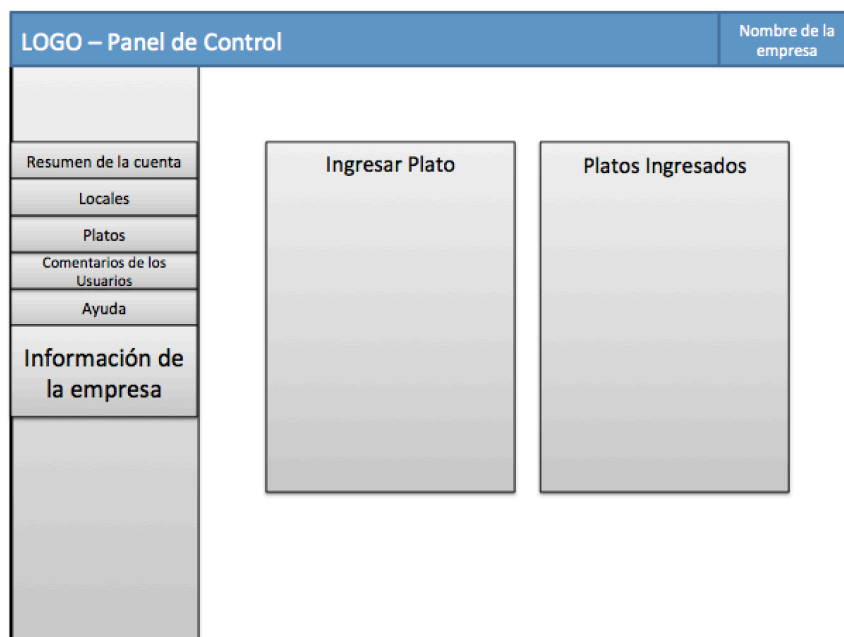 LOGO – Panel de Control
Nombre de la
empresa
Resumen de la cuenta
Locales
Platos
Comentarios de los
Usuarios
Ayuda
Información de
la empresa
Ingresar Plato
Platos Ingresados